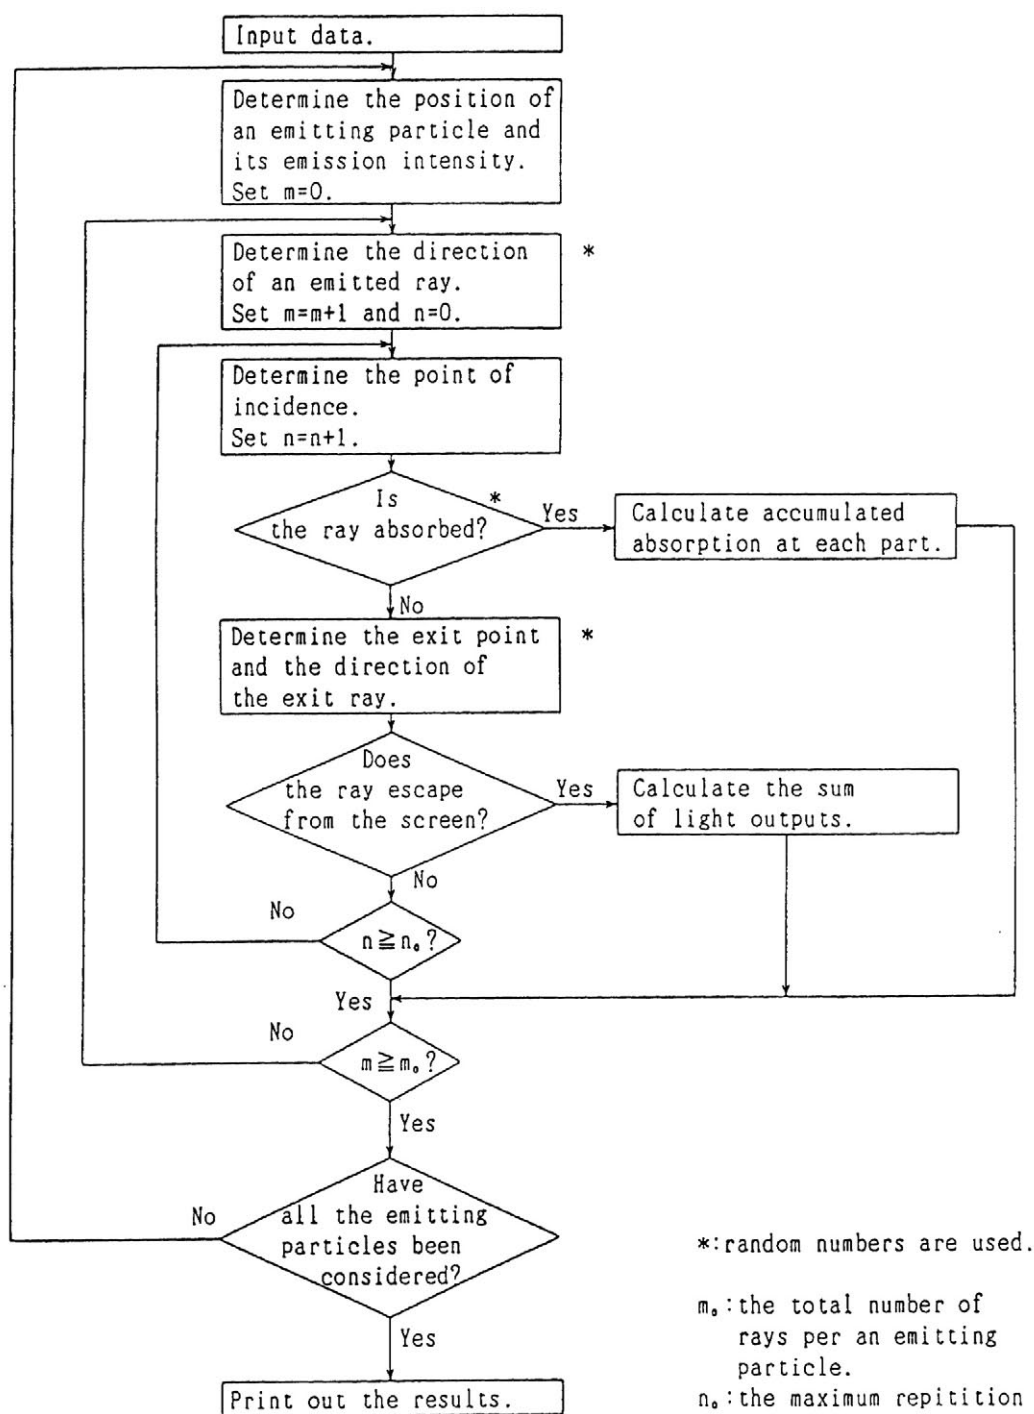 Input data.
Determine the position of
an emitting particle and
its emission intensity.
Set m=0.
Determine the direction
of an emitted ray.
Set m=m+1 and n=0.
*
Determine the point of
incidence.
Set n=n+1.
Is
the ray absorbed?
*
Yes
Calculate accumulated
absorption at each part.
No
Determine the exit point
and the direction of
the exit ray.
*
Does
the ray escape
from the screen?
Yes
Calculate the sum
of light outputs.
No
No
n≧n₀?
Yes
No
m≧m₀?
Yes
Have
all the emitting
particles been
considered?
No
Yes
Print out the results.
*:random numbers are used.
m₀:the total number of
rays per an emitting
particle.
n₀:the maximum repitition